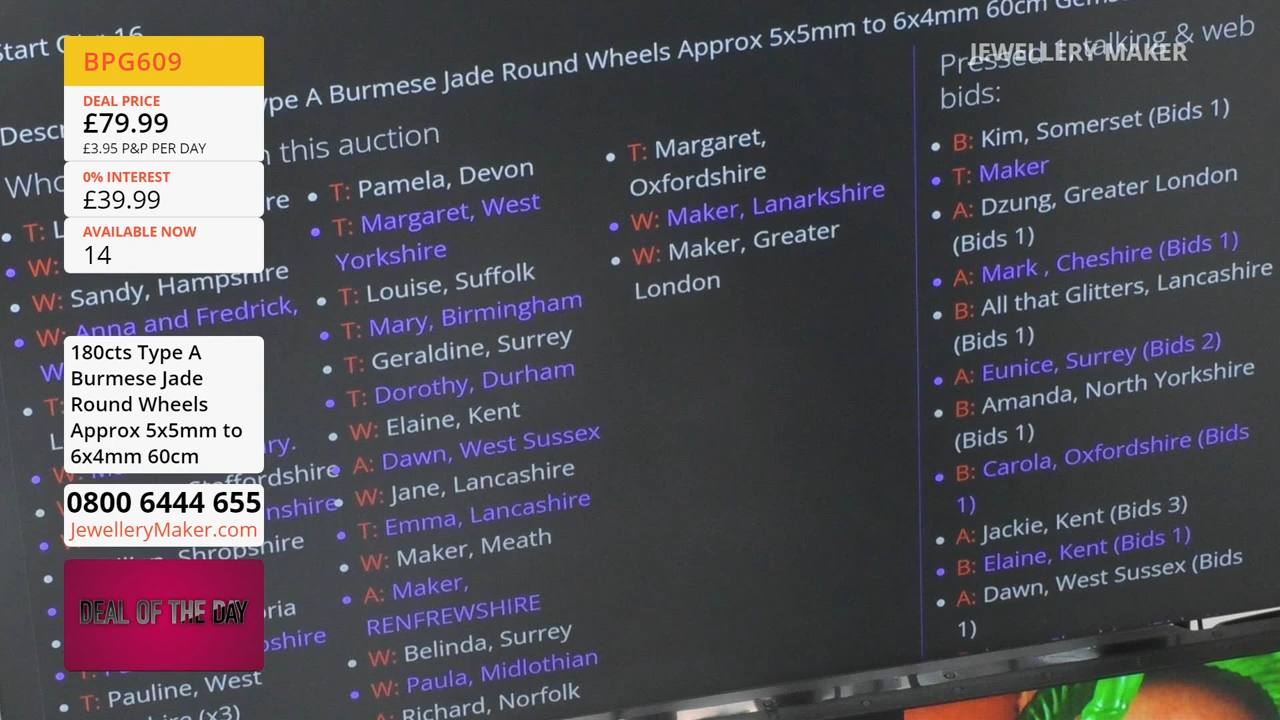 BPG609
DEAL PRICE
£79.99
£3.95 P&P PER DAY
0% INTEREST
£39.99
AVAILABLE NOW
14
180cts Type A
Burmese Jade
Round Wheels
Approx 5x5mm to
6x4mm 60cm
0800 6444 655
JewelleryMaker.com
DEAL OF THE DAY
JEWELLERY MAKER
Type A Burmese Jade Round Wheels Approx 5x5mm to 6x4mm 60cm
this auction
W: Sandy, Hampshire
W: Anna and Fredrick,
Shropshire
T: Pauline, West
T: Pamela, Devon
T: Margaret, West
Yorkshire
T: Louise, Suffolk
T: Mary, Birmingham
T: Geraldine, Surrey
T: Dorothy, Durham
W: Elaine, Kent
A: Dawn, West Sussex
W: Jane, Lancashire
T: Emma, Lancashire
W: Maker, Meath
A: Maker,
RENFREWSHIRE
W: Belinda, Surrey
W: Paula, Midlothian
A: Richard, Norfolk
T: Margaret,
Oxfordshire
W: Maker, Lanarkshire
W: Maker, Greater
London
Pressed 1, talking & web
bids:
B: Kim, Somerset (Bids 1)
T: Maker
A: Dzung, Greater London
(Bids 1)
A: Mark , Cheshire (Bids 1)
B: All that Glitters, Lancashire
(Bids 1)
A: Eunice, Surrey (Bids 2)
B: Amanda, North Yorkshire
(Bids 1)
B: Carola, Oxfordshire (Bids
1)
A: Jackie, Kent (Bids 3)
B: Elaine, Kent (Bids 1)
A: Dawn, West Sussex (Bids
1)